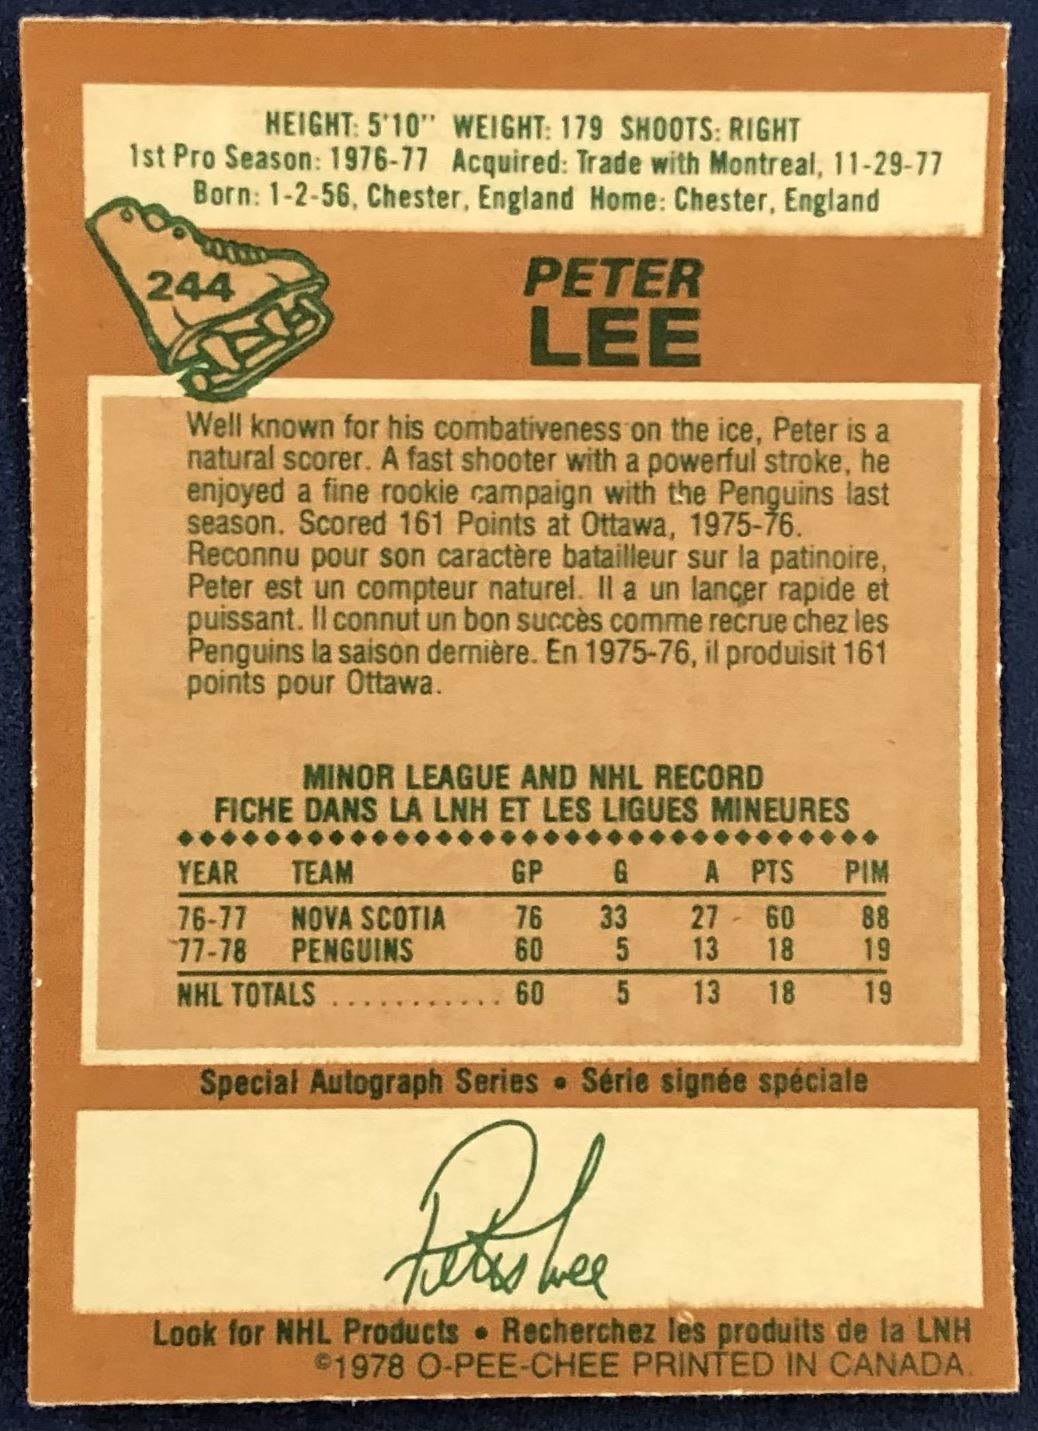 HEIGHT: 5'10'' WEIGHT: 179 SHOOTS: RIGHT
1st Pro Season: 1976-77 Acquired: Trade with Montreal, 11-29-77
Born: 1-2-56, Chester, England Home: Chester, England
244
PETER
LEE
Well known for his combativeness on the ice, Peter is a
natural scorer. A fast shooter with a powerful stroke, he
enjoyed a fine rookie campaign with the Penguins last
season. Scored 161 Points at Ottawa, 1975-76.
Reconnu pour son caractère batailleur sur la patinoire,
Peter est un compteur naturel. Il a un lançer rapide et
puissant. Il connut un bon succès comme recrue chez les
Penguins la saison dernière. En 1975-76, il produisit 161
points pour Ottawa.
MINOR LEAGUE AND NHL RECORD
FICHE DANS LA LNH ET LES LIGUES MINEURES
YEAR TEAM GP G A PTS PIM
76-77 NOVA SCOTIA 76 33 27 60 88
77-78 PENGUINS 60 5 13 18 19
NHL TOTALS ........... 60 5 13 18 19
Special Autograph Series • Série signée spéciale
Peter Lee
Look for NHL Products • Recherchez les produits de la LNH
©1978 O-PEE-CHEE PRINTED IN CANADA.